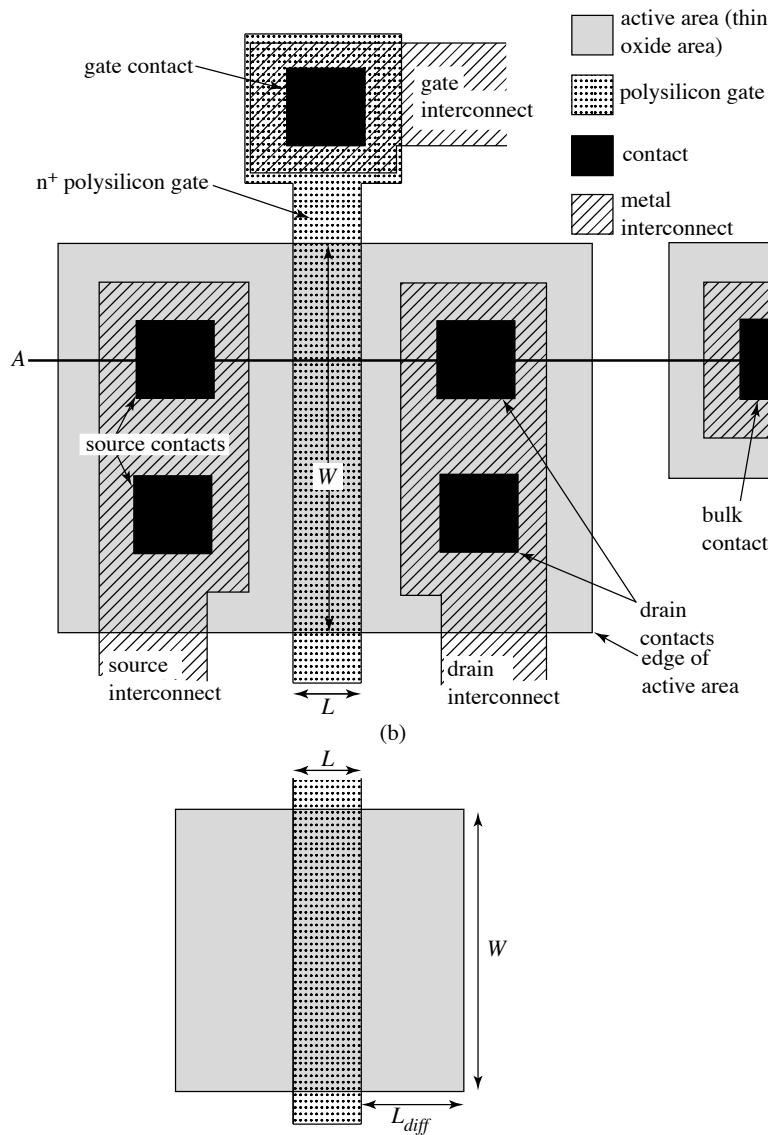 active area (thin
oxide area)
polysilicon gate
contact
metal
interconnect
gate contact
gate
interconnect
n+ polysilicon gate
A
source contacts
W
bulk
contact
drain
contacts
edge of
active area
source
interconnect
drain
interconnect
L
(b)
L
W
Ldiff